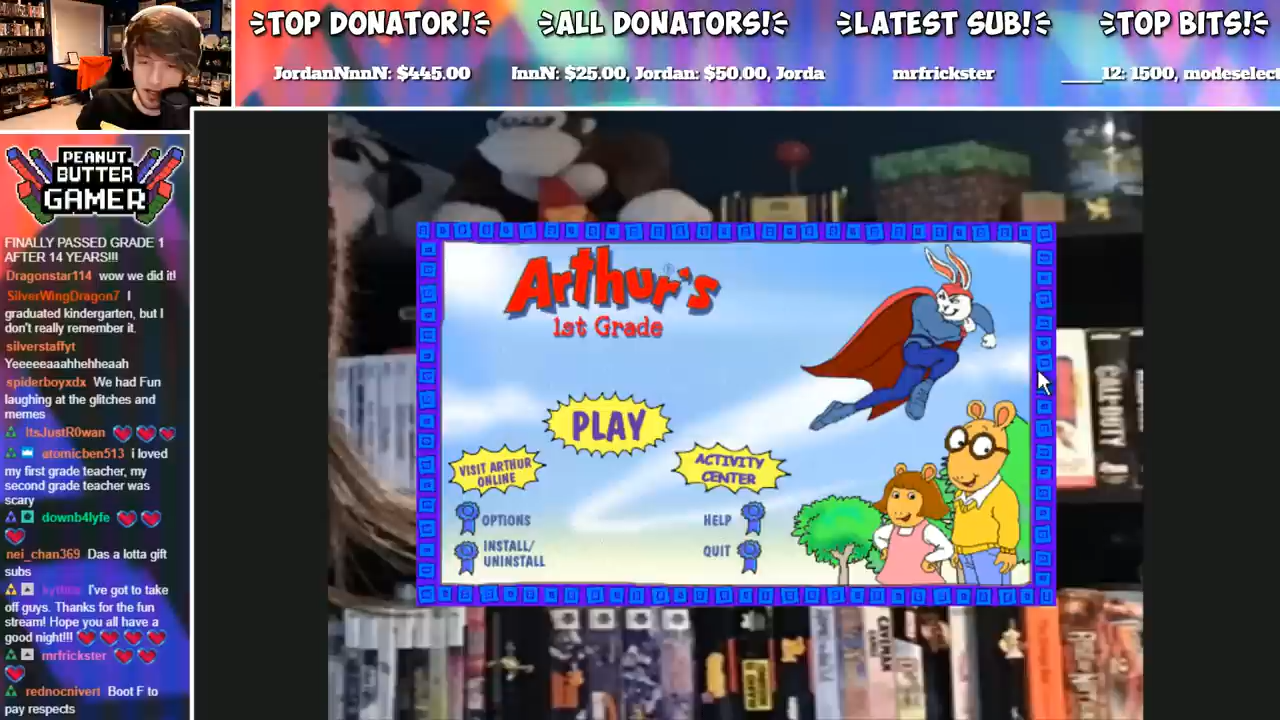 TOP DONATOR!
ALL DONATORS!
LATEST SUB!
TOP BITS!
JordanNnnN: $445.00
InnN: $25.00, Jordan: $50.00, Jorda
mrfrickster
____12: 1500, modeselect
PEANUT
BUTTER
GAMER
FINALLY PASSED GRADE 1
AFTER 14 YEARS!!!
Dragonstar114 wow we did it!
SilverWingDragon7 I
graduated kindergarten, but I
don't really remember it.
silverstaffyt
Yeeeeeaaahhehheaah
spiderboyxdx We had Fun
laughing at the glitches and
memes
ItsJustR0wan
atomicben513 i loved
my first grade teacher, my
second grade teacher was
scary
downb4lyfe
nei_chan369 Das a lotta gift
subs
I've got to take
off guys. Thanks for the fun
stream! Hope you all have a
good night!!!
mrfrickster
rednocnivert Boot F to
pay respects
Arthur's®
1st Grade
PLAY
VISIT ARTHUR
ONLINE
ACTIVITY
CENTER
OPTIONS
HELP
INSTALL/
UNINSTALL
QUIT
CALL·DUTY
CAVEMAN